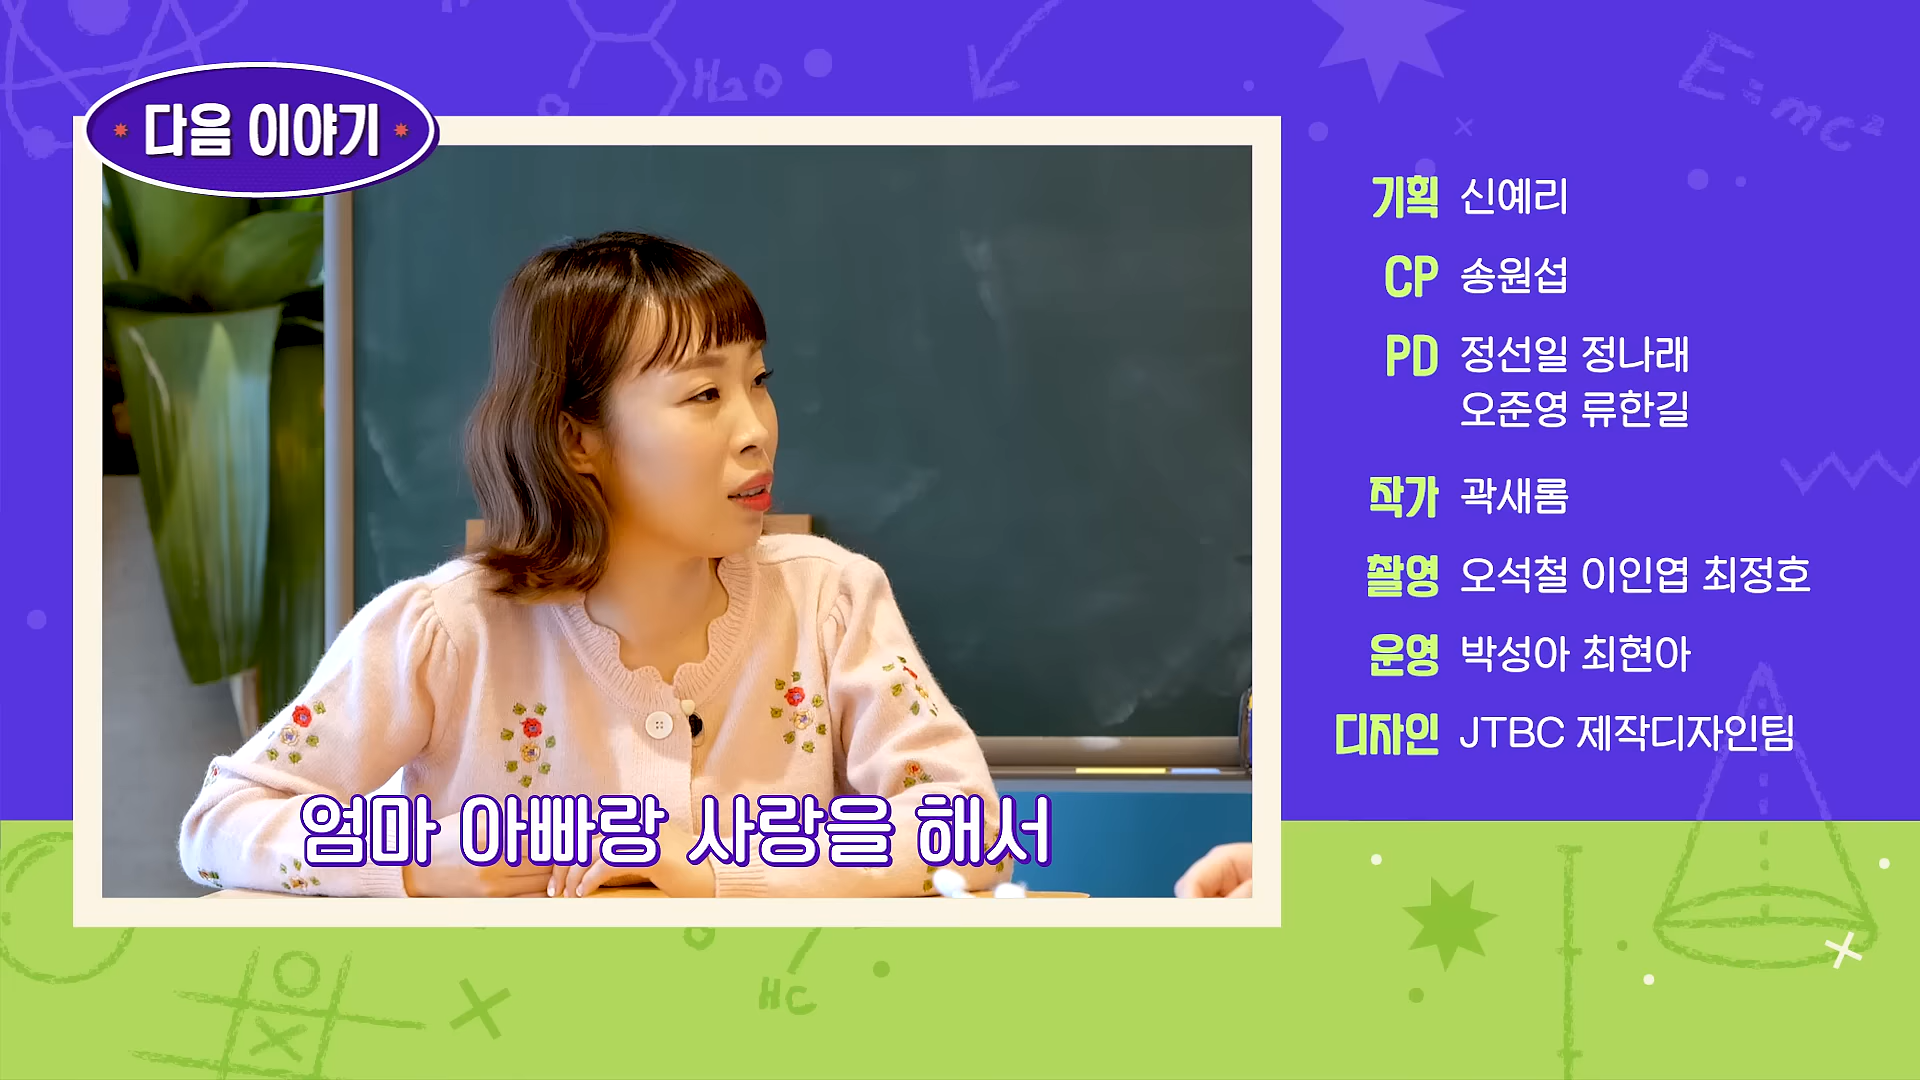 다음 이야기
엄마 아빠랑 사랑을 해서
기획 신예리
CP 송원섭
PD 정선일 정나래
오준영 류한길
작가 곽새롬
촬영 오석철 이인엽 최정호
운영 박성아 최현아
디자인 JTBC 제작디자인팀
H2O
E=mc²
HC